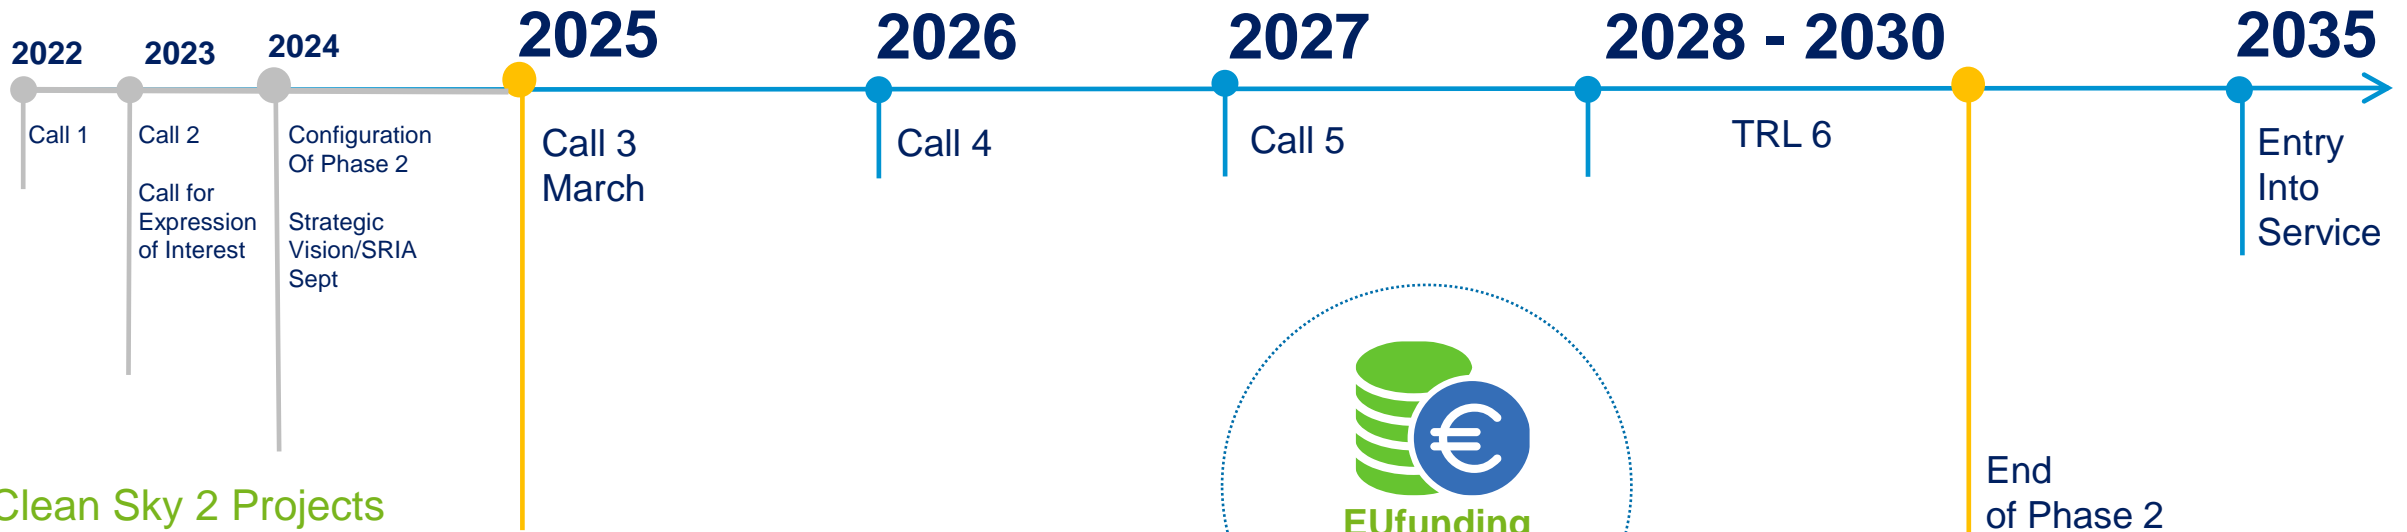 2022
2023
2024
2025
2026
2027
2028 - 2030
2035
Call 1
Call 2
Call for
Expression
of Interest
Configuration
Of Phase 2
Strategic
Vision/SRIA
Sept
Call 3
March
Call 4
Call 5
TRL 6
Entry
Into
Service
End
of Phase 2
€
EUfunding
Clean Sky 2 Projects